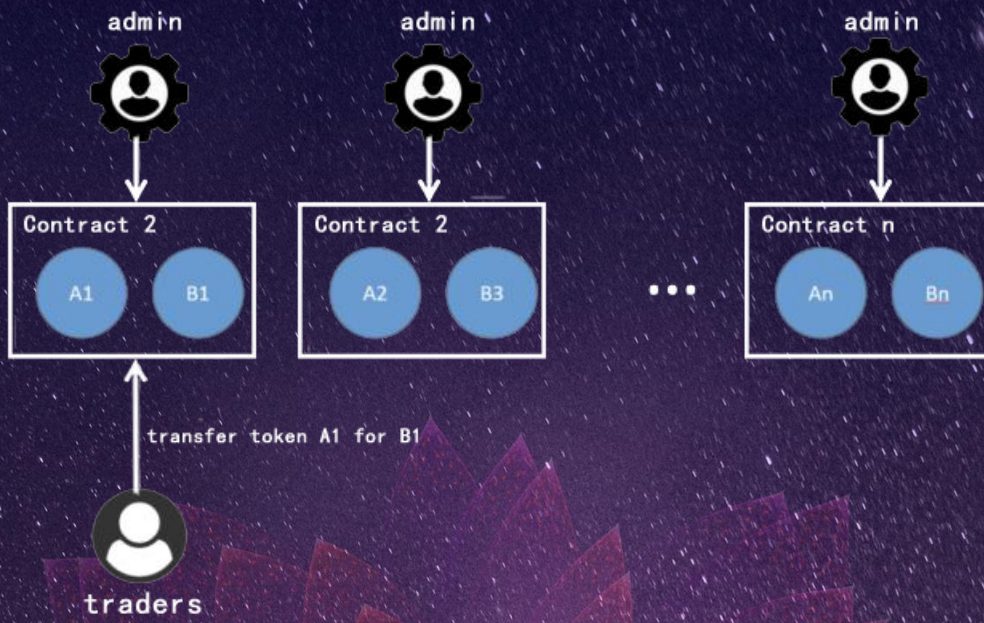 admin
admin
admin
Contract 2
Contract 2
Contract n
A1
B1
A2
B3
...
An
Bn
transfer token A1 for B1
traders